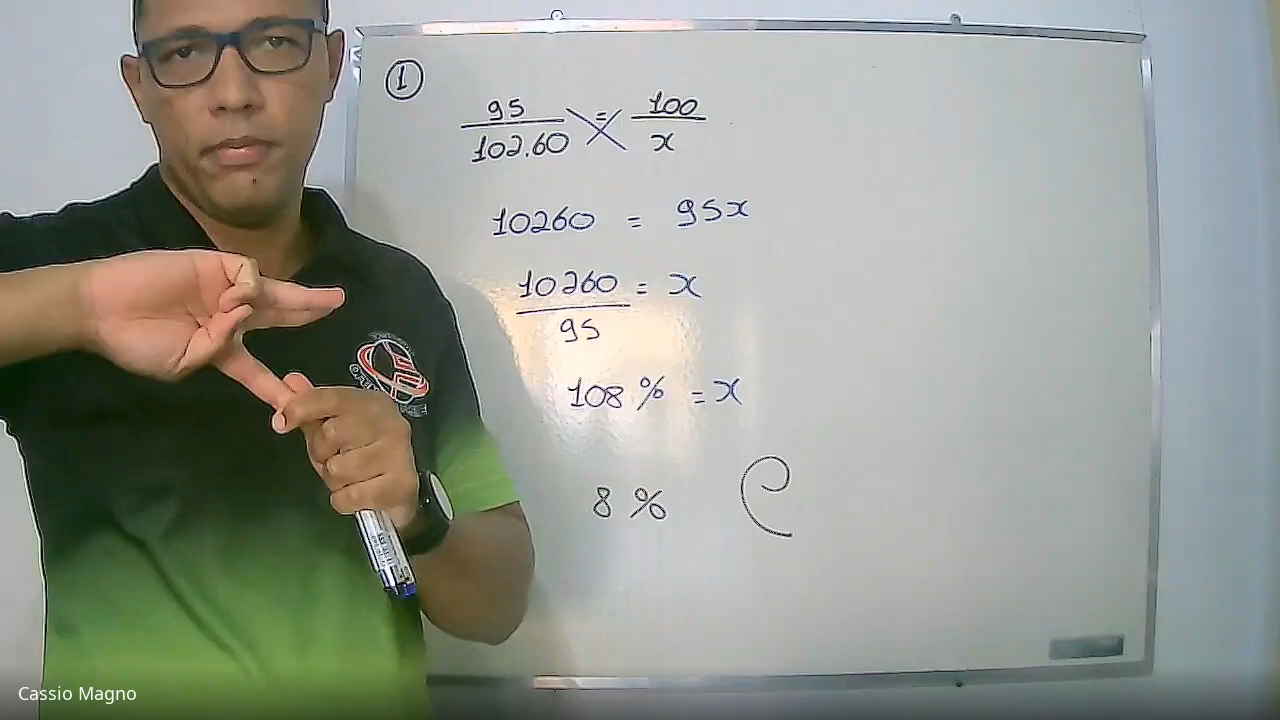 1
95 / 102.60 = 100 / x
10260 = 95x
10260 / 95 = x
108% = x
8% e
Cassio Magno